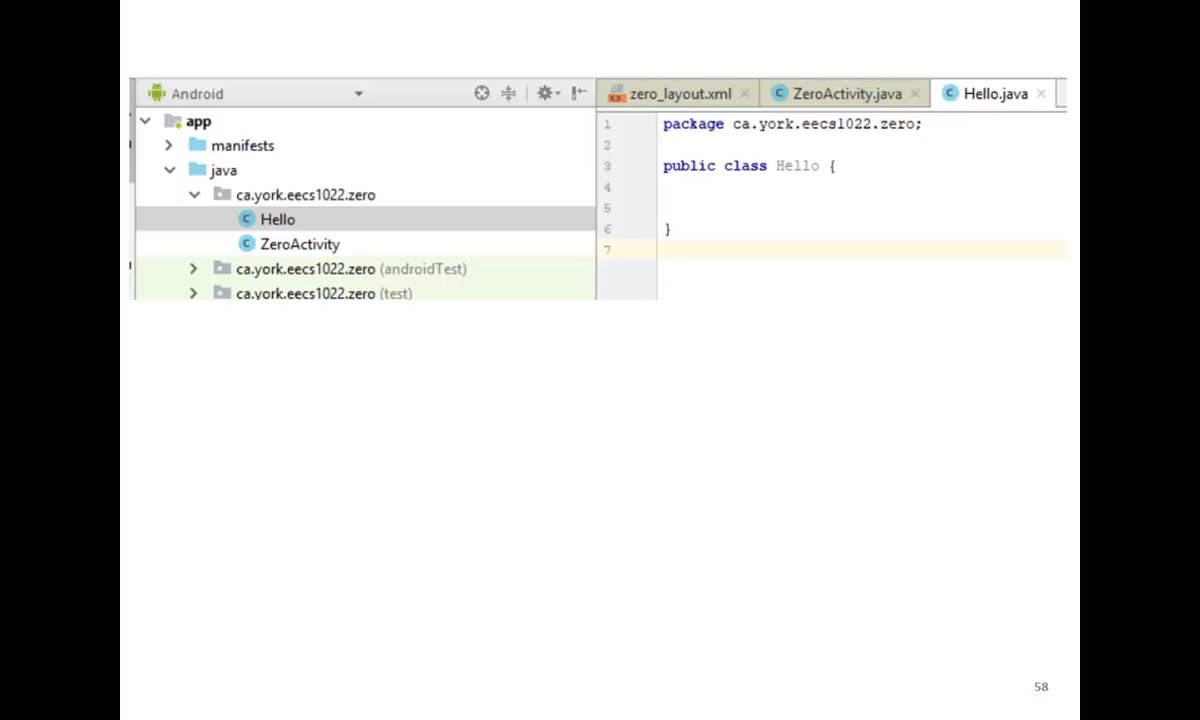 Android
app
manifests
java
ca.york.eecs1022.zero
Hello
ZeroActivity
ca.york.eecs1022.zero (androidTest)
ca.york.eecs1022.zero (test)
zero_layout.xml ZeroActivity.java Hello.java
1 package ca.york.eecs1022.zero;
2
3 public class Hello {
4
5
6 }
7
58